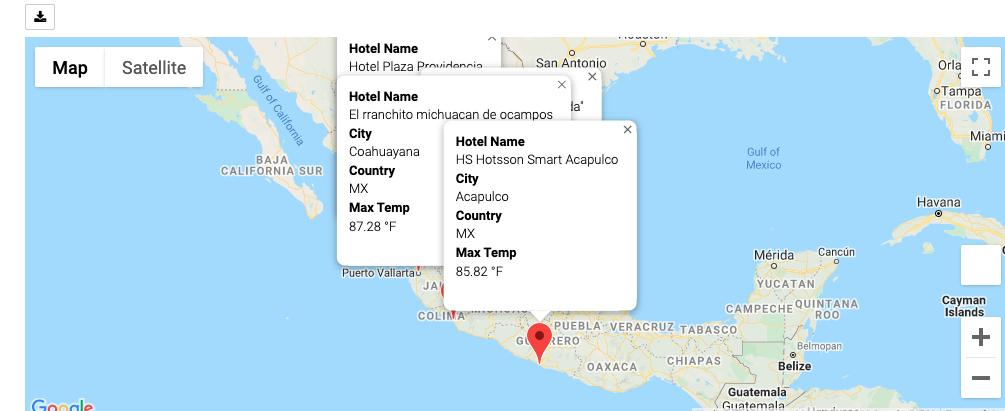 Map
Satellite
Hotel Name
Hotel Plaza Providencia
Hotel Name
El rranchito michuacan de ocampos
City
Coahuayana
Country
MX
Max Temp
87.28 °F
Hotel Name
HS Hotsson Smart Acapulco
City
Acapulco
Country
MX
Max Temp
85.82 °F
San Antonio
Houston
Tampa
FLORIDA
Miami
Gulf of
California
BAJA
CALIFORNIA SUR
Gulf of
Mexico
Havana
Puerto Vallarta
COLIMA
GUERRERO
PUEBLA
VERACRUZ
TABASCO
OAXACA
CHIAPAS
Mérida
Cancún
YUCATAN
CAMPECHE
QUINTANA
ROO
Cayman
Islands
Belmopan
Belize
Guatemala
Guatemala
Google